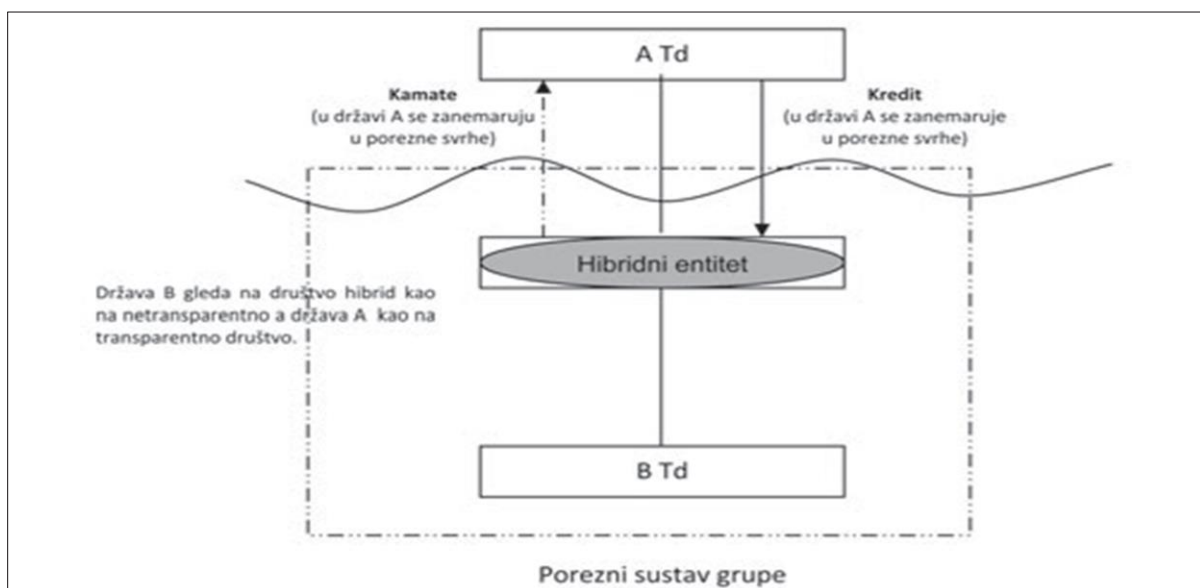 A Td
Kamate
(u državi A se zanemaruju
u porezne svrhe)
Kredit
(u državi A se zanemaruje
u porezne svrhe)
Hibridni entitet
Država B gleda na društvo hibrid kao
na netransparentno a država A kao na
transparentno društvo.
B Td
Porezni sustav grupe